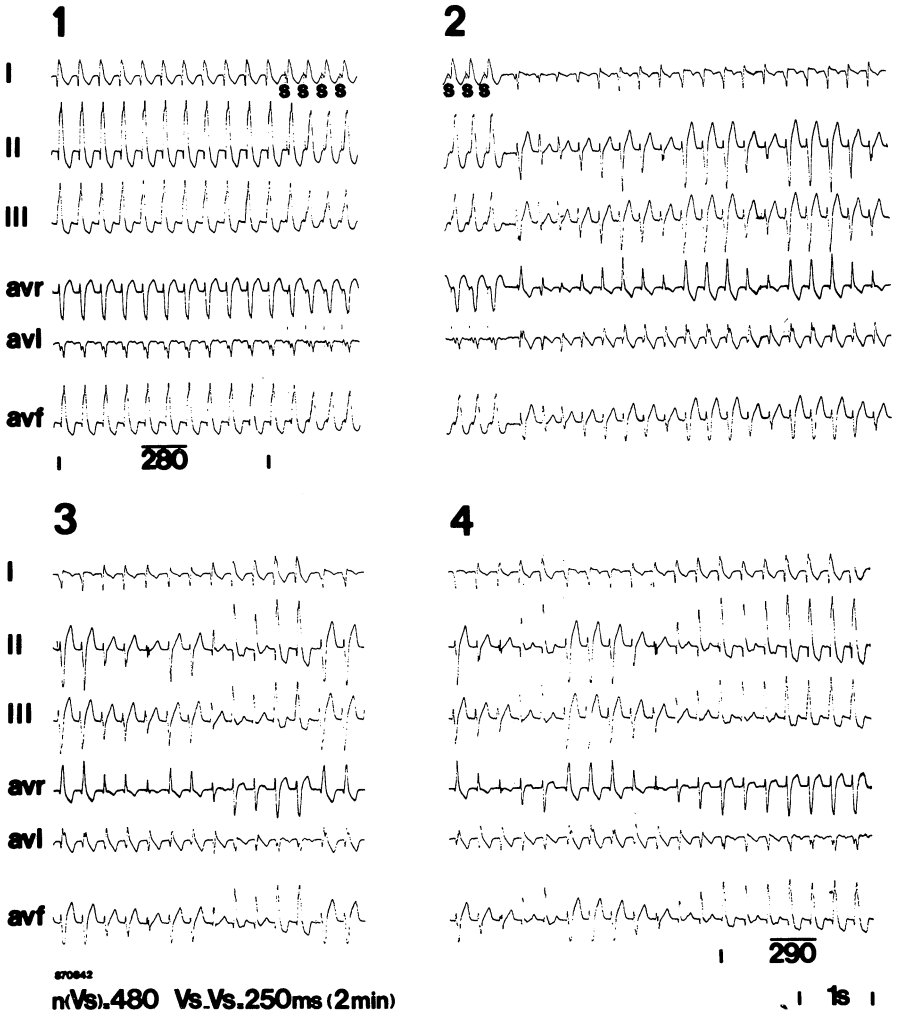 1
2
I
S S S S
S S S
II
III
avr
avl
avf
280
3
4
I
II
III
avr
avl
avf
290
870642
n(Vs)=480 Vs-Vs=250ms (2min)
1s